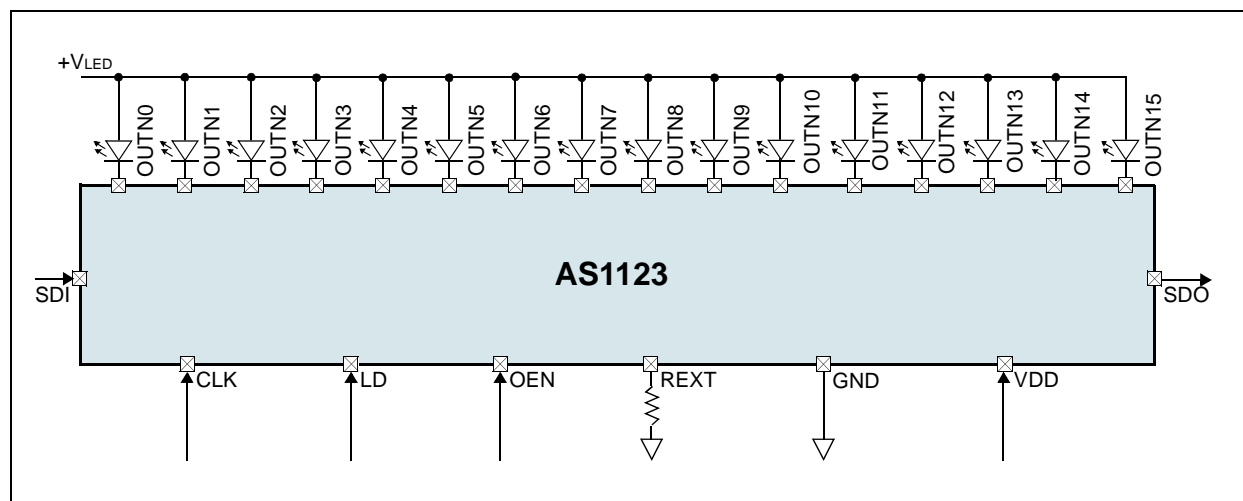 +VLED
OUTN0
OUTN1
OUTN2
OUTN3
OUTN4
OUTN5
OUTN6
OUTN7
OUTN8
OUTN9
OUTN10
OUTN11
OUTN12
OUTN13
OUTN14
OUTN15
AS1123
SDI
SDO
CLK
LD
OEN
REXT
GND
VDD